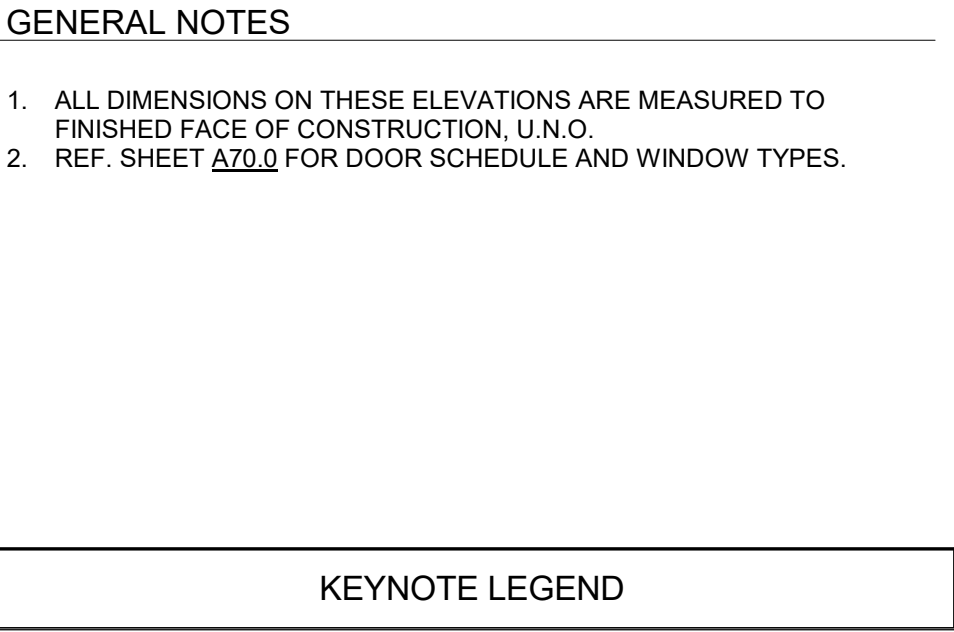 GENERAL NOTES
1. ALL DIMENSIONS ON THESE ELEVATIONS ARE MEASURED TO
FINISHED FACE OF CONSTRUCTION, U.N.O.
2. REF. SHEET A70.0 FOR DOOR SCHEDULE AND WINDOW TYPES.
KEYNOTE LEGEND